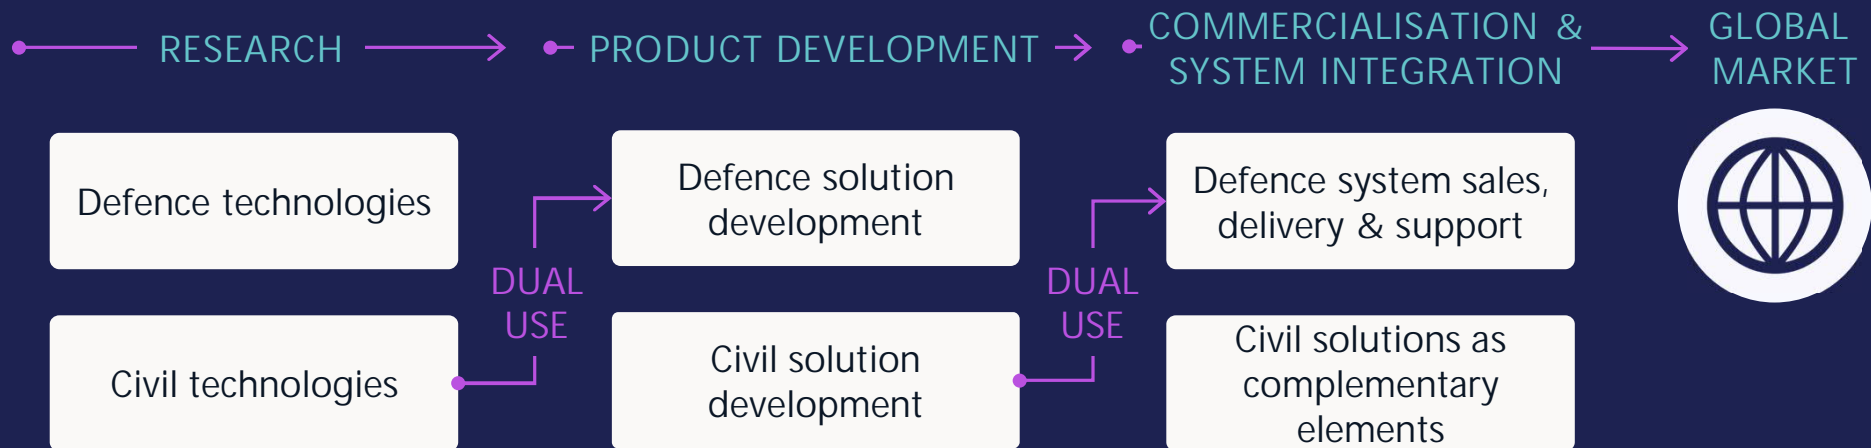 RESEARCH
PRODUCT DEVELOPMENT
COMMERCIALISATION &
SYSTEM INTEGRATION
GLOBAL
MARKET
Defence technologies
Defence solution
development
Defence system sales,
delivery & support
DUAL
USE
DUAL
USE
Civil technologies
Civil solution
development
Civil solutions as
complementary
elements